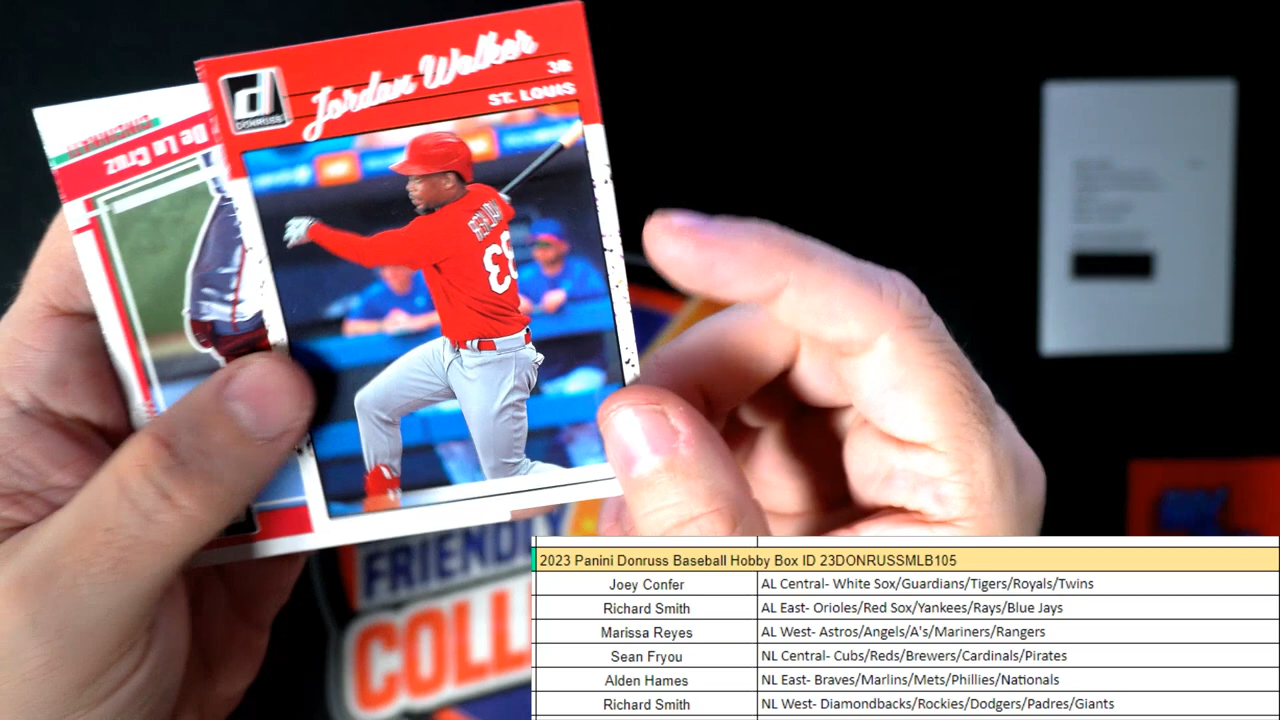 Jordan Walker
3B
ST. LOUIS
d
DONRUSS
De La Cruz
FRIENDLY
COLL
2023 Panini Donruss Baseball Hobby Box ID 23DONRUSSMLB105
Joey Confer AL Central- White Sox/Guardians/Tigers/Royals/Twins
Richard Smith AL East- Orioles/Red Sox/Yankees/Rays/Blue Jays
Marissa Reyes AL West- Astros/Angels/A's/Mariners/Rangers
Sean Fryou NL Central- Cubs/Reds/Brewers/Cardinals/Pirates
Alden Hames NL East- Braves/Marlins/Mets/Phillies/Nationals
Richard Smith NL West- Diamondbacks/Rockies/Dodgers/Padres/Giants